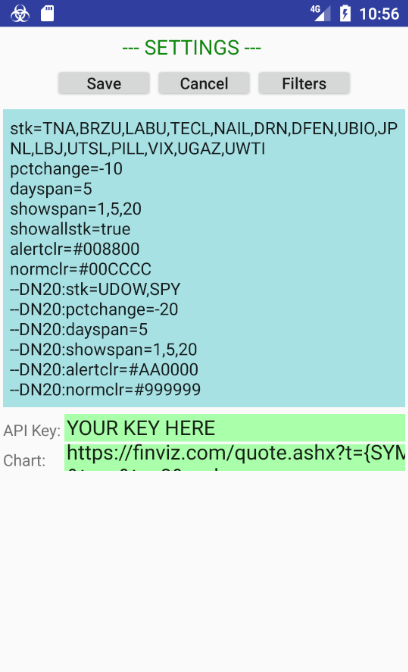 4G 10:56
--- SETTINGS ---
Save Cancel Filters
stk=TNA,BRZU,LABU,TECL,NAIL,DRN,DFEN,UBIO,JP
NL,LBJ,UTSL,PILL,VIX,UGAZ,UWTI
pctchange=-10
dayspan=5
showspan=1,5,20
showallstk=true
alertclr=#008800
normclr=#00CCCC
--DN20:stk=UDOW,SPY
--DN20:pctchange=-20
--DN20:dayspan=5
--DN20:showspan=1,5,20
--DN20:alertclr=#AA0000
--DN20:normclr=#999999
API Key: YOUR KEY HERE
Chart: https://finviz.com/quote.ashx?t={SYM